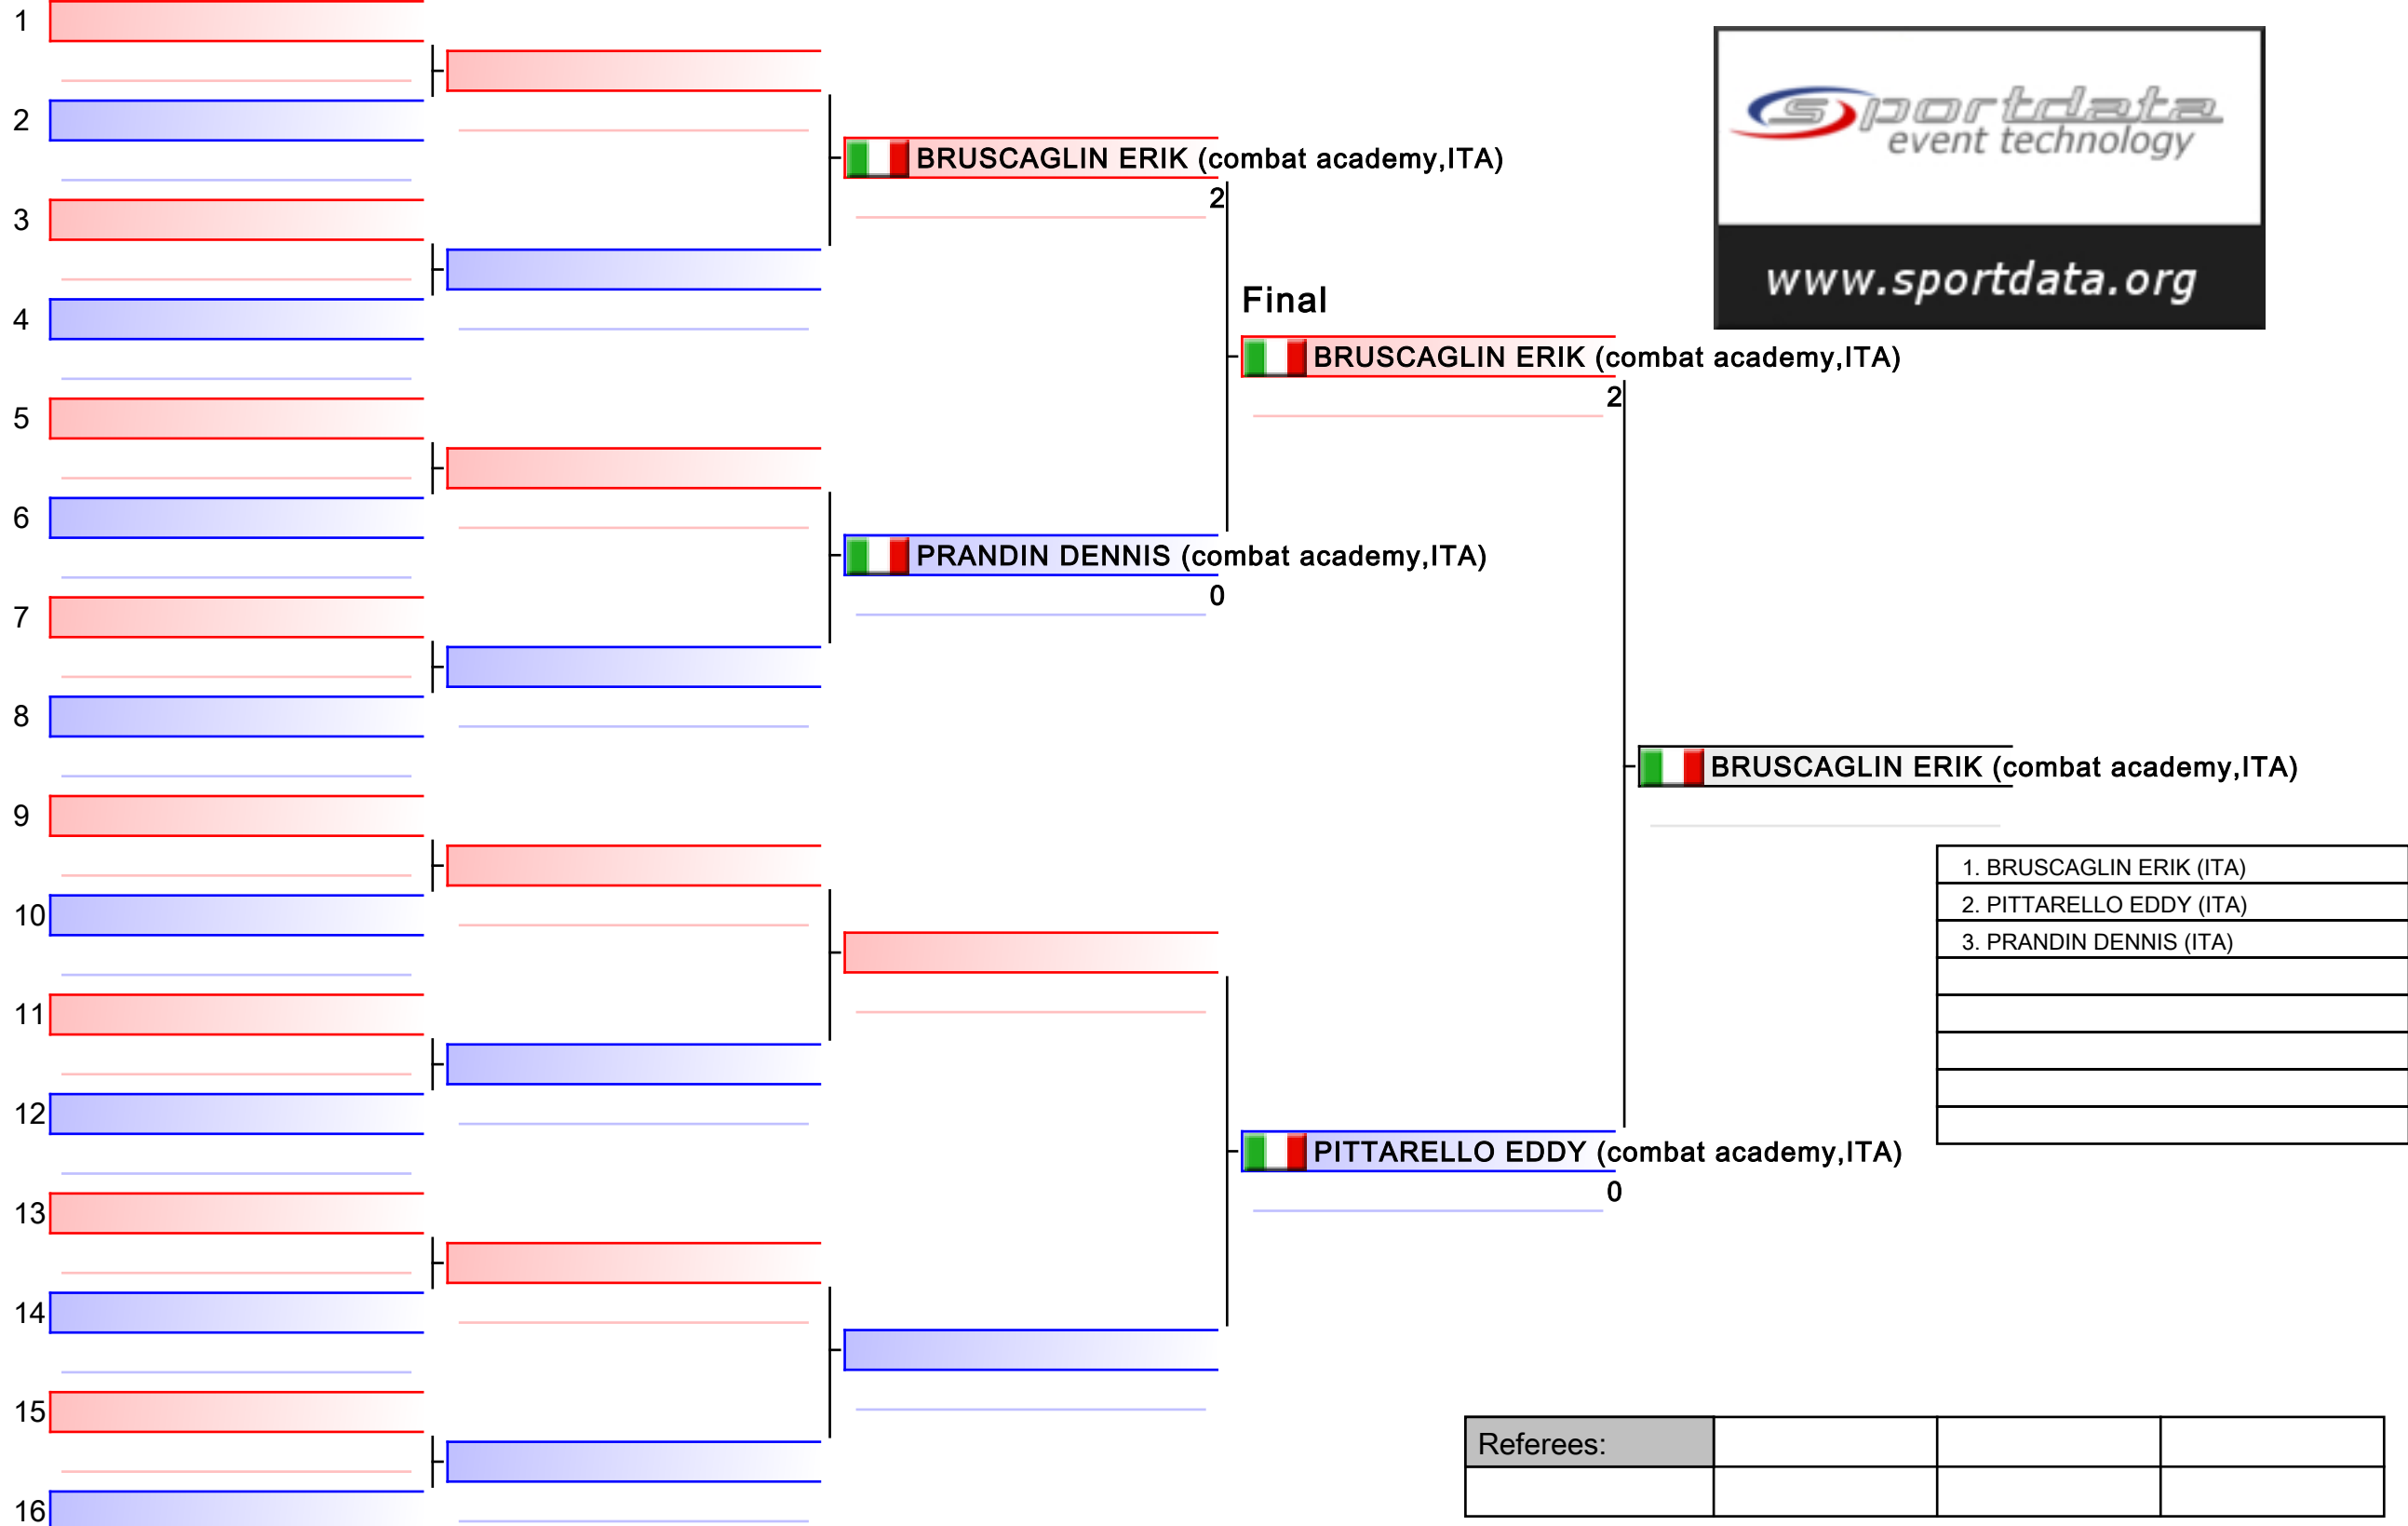 1
2
BRUSCAGLIN ERIK (combat academy,ITA)
2
sportdata
event technology
www.sportdata.org
3
4
Final
BRUSCAGLIN ERIK (combat academy,ITA)
2
5
6
PRANDIN DENNIS (combat academy,ITA)
0
7
8
BRUSCAGLIN ERIK (combat academy,ITA)
9
1. BRUSCAGLIN ERIK (ITA)
2. PITTARELLO EDDY (ITA)
3. PRANDIN DENNIS (ITA)
10
11
12
PITTARELLO EDDY (combat academy,ITA)
0
13
14
15
Referees:
16